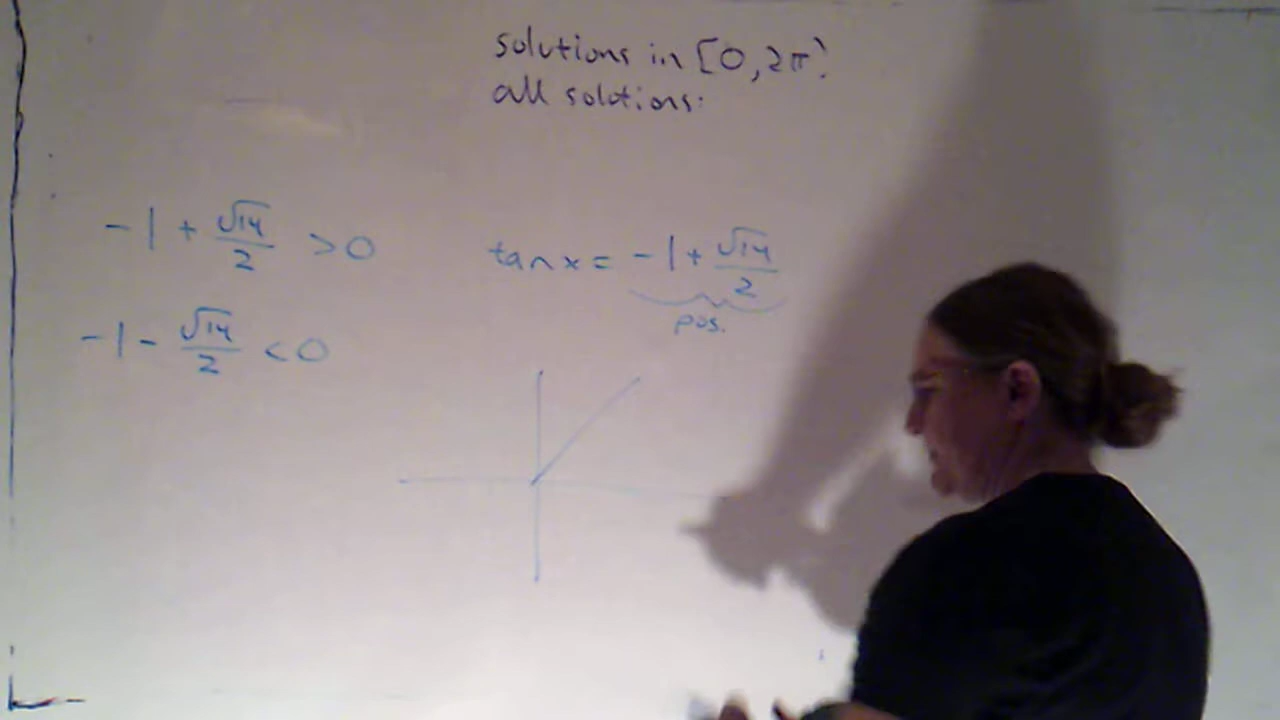 solutions in [0, 2π)
all solutions:
-1 + √14/2 > 0
-1 - √14/2 < 0
tan x = -1 + √14/2
pos.